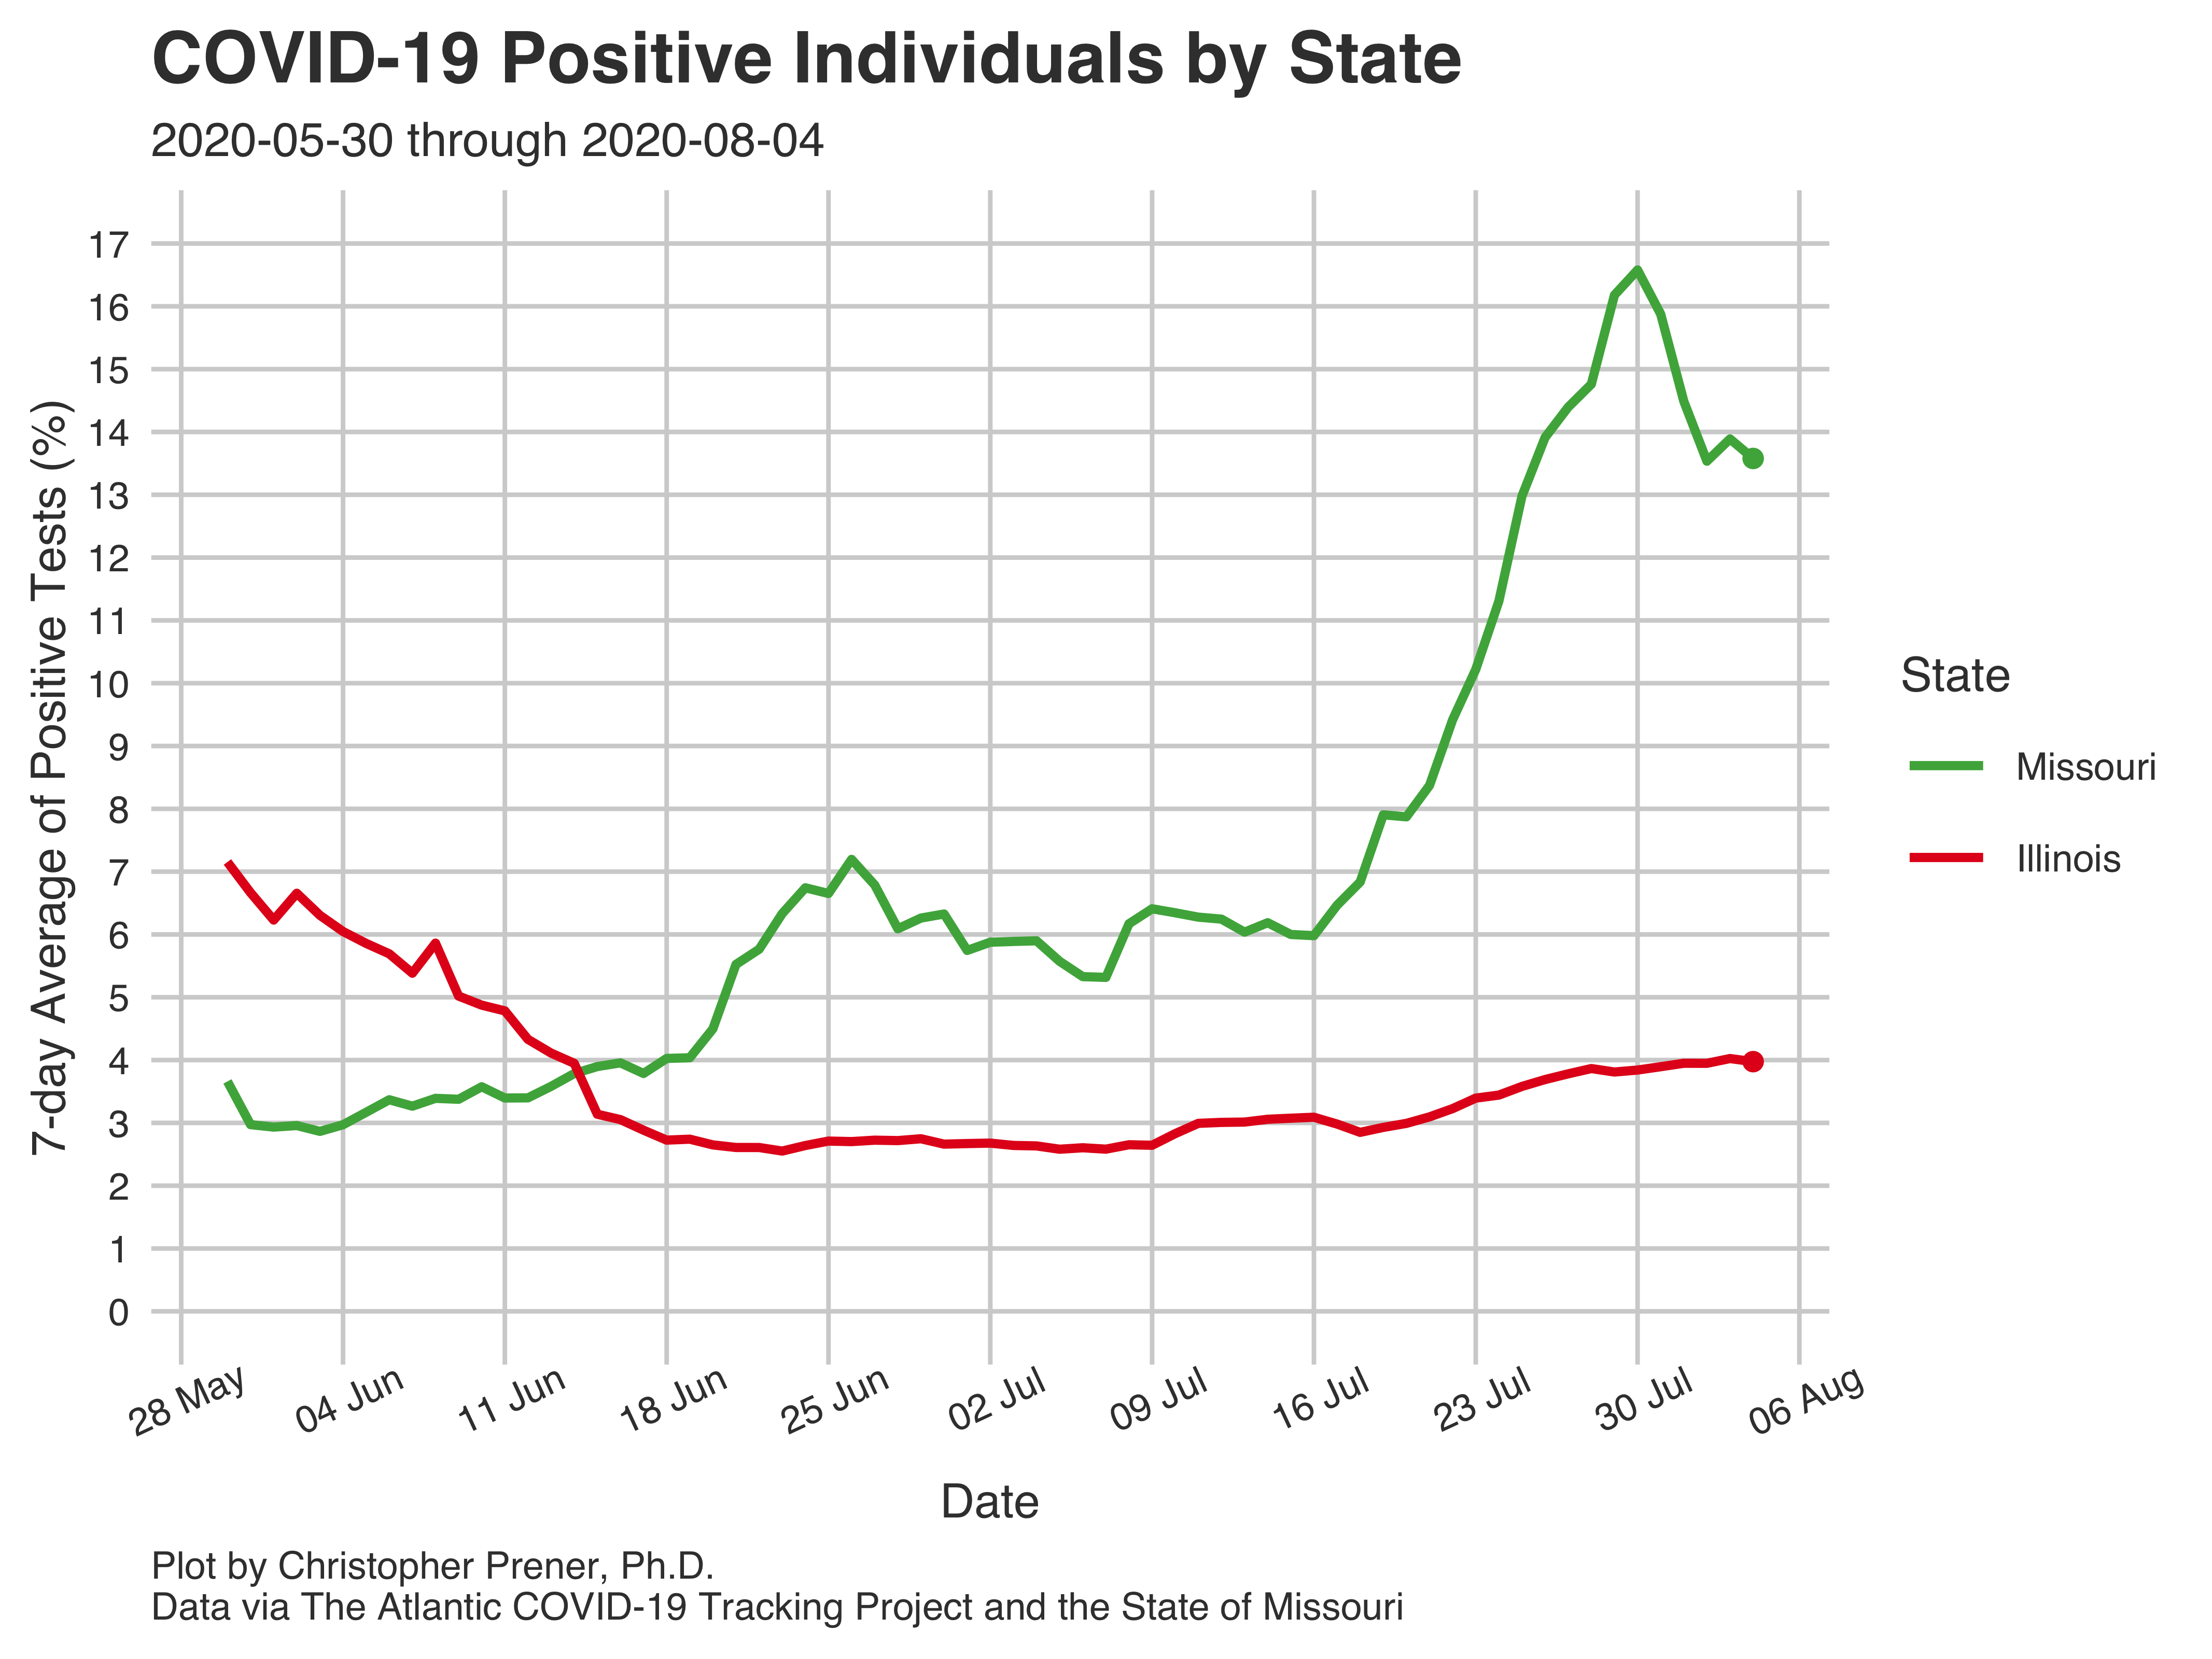 COVID-19 Positive Individuals by State
2020-05-30 through 2020-08-04
7-day Average of Positive Tests (%)
17
16
15
14
13
12
11
10
9
8
7
6
5
4
3
2
1
0
28 May
04 Jun
11 Jun
18 Jun
25 Jun
02 Jul
09 Jul
16 Jul
23 Jul
30 Jul
06 Aug
Date
State
Missouri
Illinois
Plot by Christopher Prener, Ph.D.
Data via The Atlantic COVID-19 Tracking Project and the State of Missouri